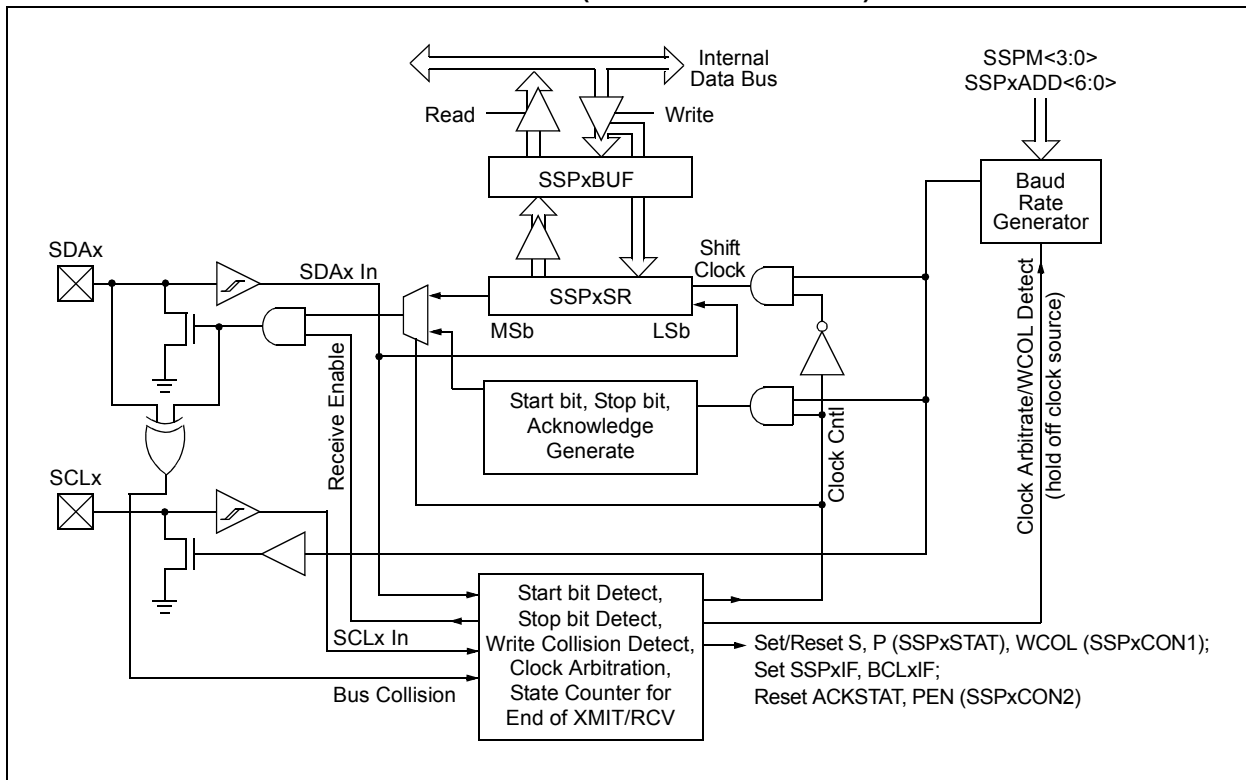 Internal
Data Bus
SSPM<3:0>
SSPxADD<6:0>
Read
Write
SSPxBUF
Baud
Rate
Generator
SDAx
SDAx In
Shift
Clock
SSPxSR
MSb
LSb
Start bit, Stop bit,
Acknowledge
Generate
Receive Enable
Clock Cntl
Clock Arbitrate/WCOL Detect
(hold off clock source)
SCLx
SCLx In
Bus Collision
Start bit Detect,
Stop bit Detect,
Write Collision Detect,
Clock Arbitration,
State Counter for
End of XMIT/RCV
Set/Reset S, P (SSPxSTAT), WCOL (SSPxCON1);
Set SSPxIF, BCLxIF;
Reset ACKSTAT, PEN (SSPxCON2)